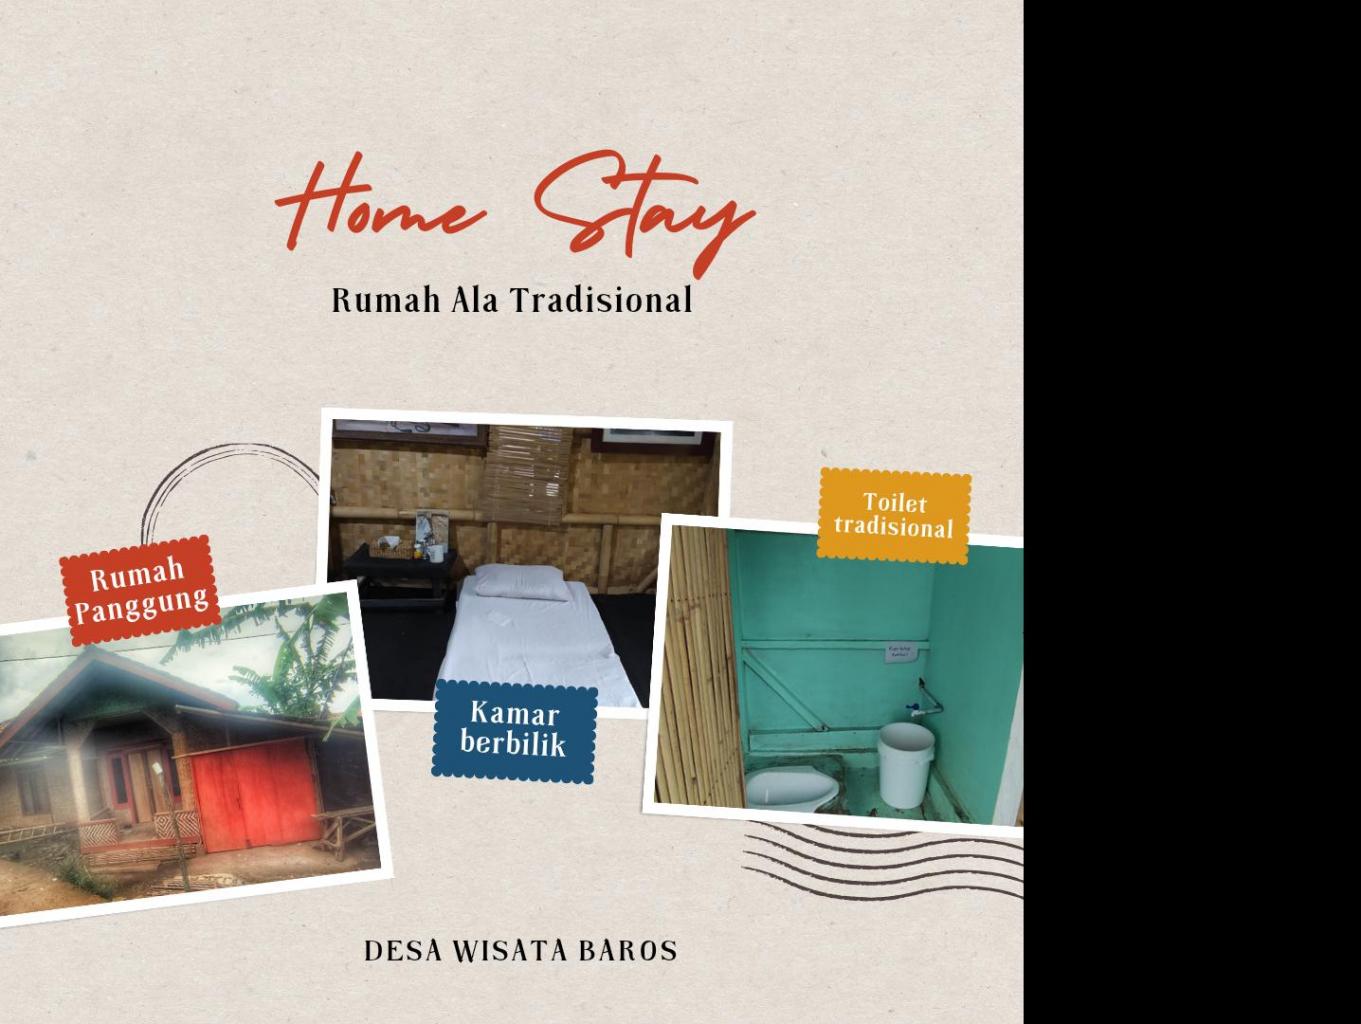 Home Stay
Rumah Ala Tradisional
Toilet
tradisional
Rumah
Panggung
Kamar
berbilik
DESA WISATA BAROS